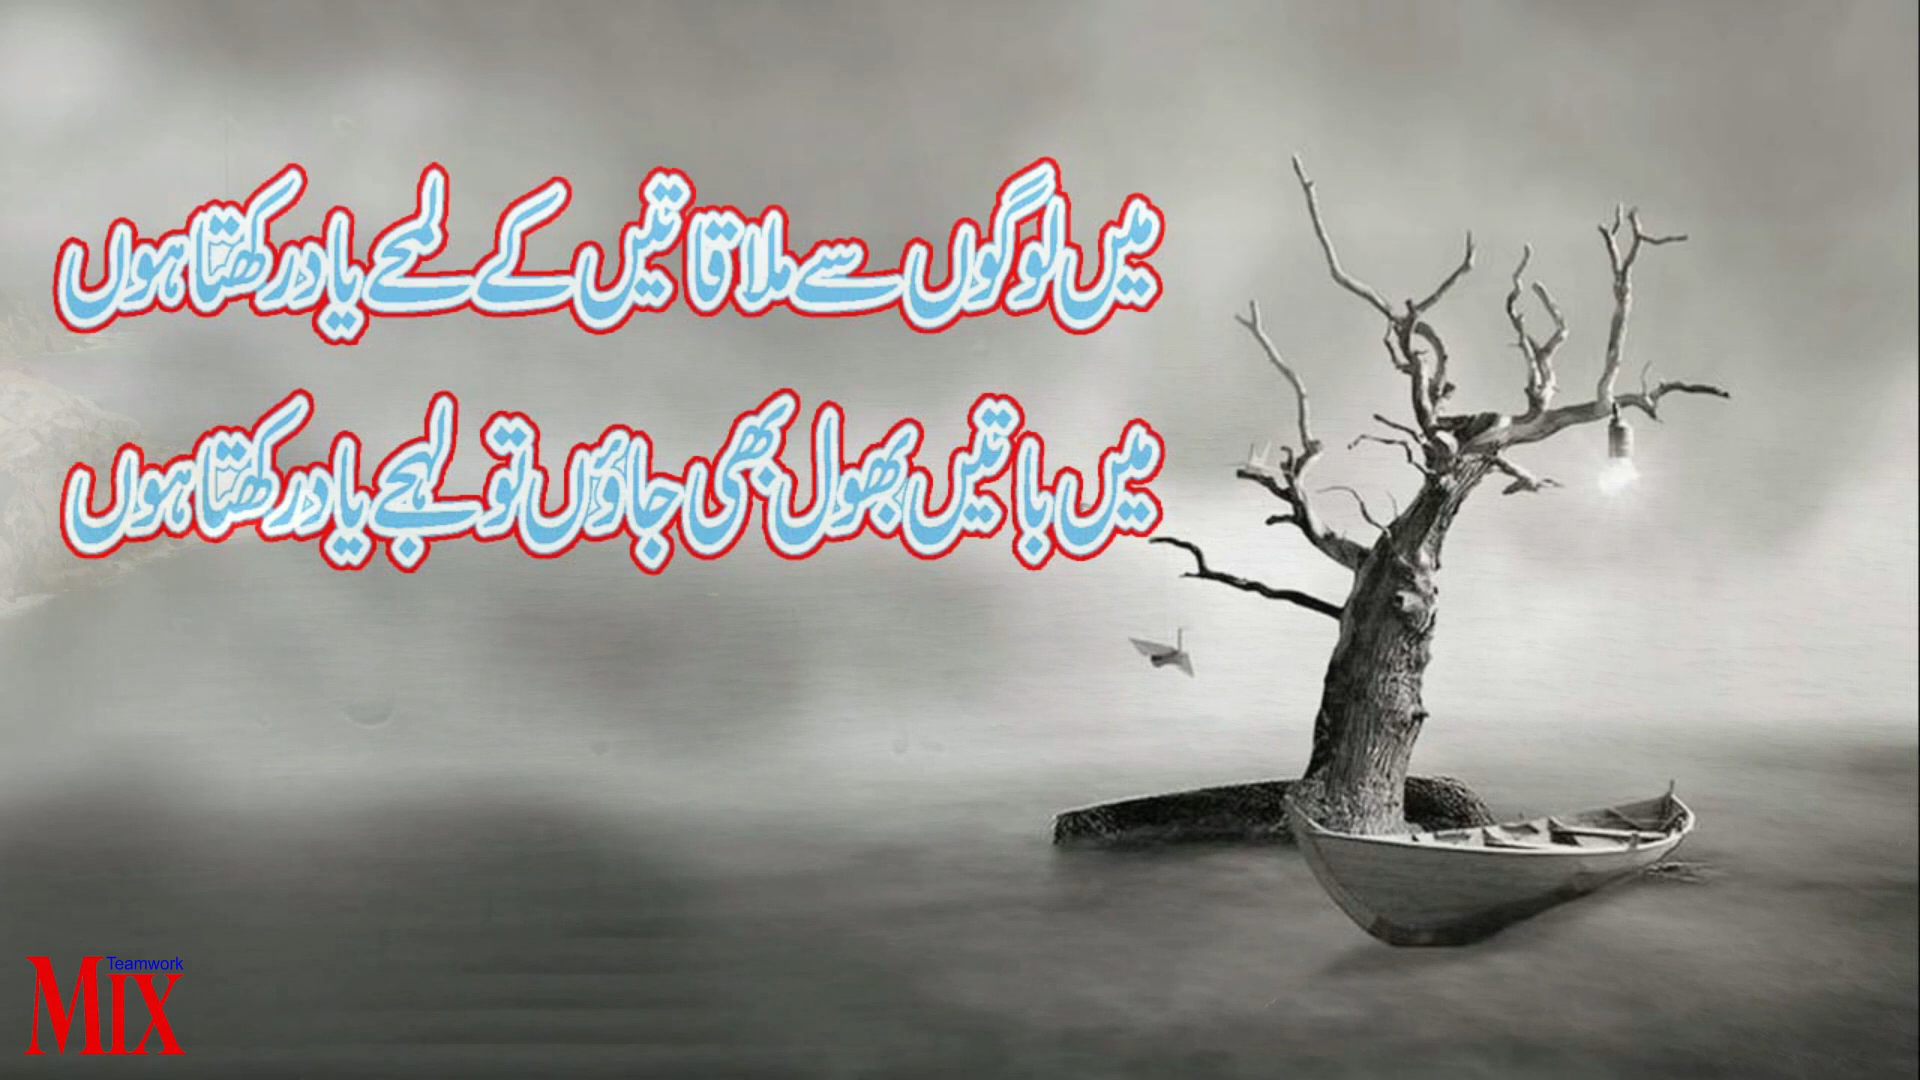 میں لوگوں سے ملاقاتیں کے لمحے یاد رکھتا ہوں
میں باتیں بھول بھی جاؤں تو لہجے یاد رکھتا ہوں
Teamwork
MIX